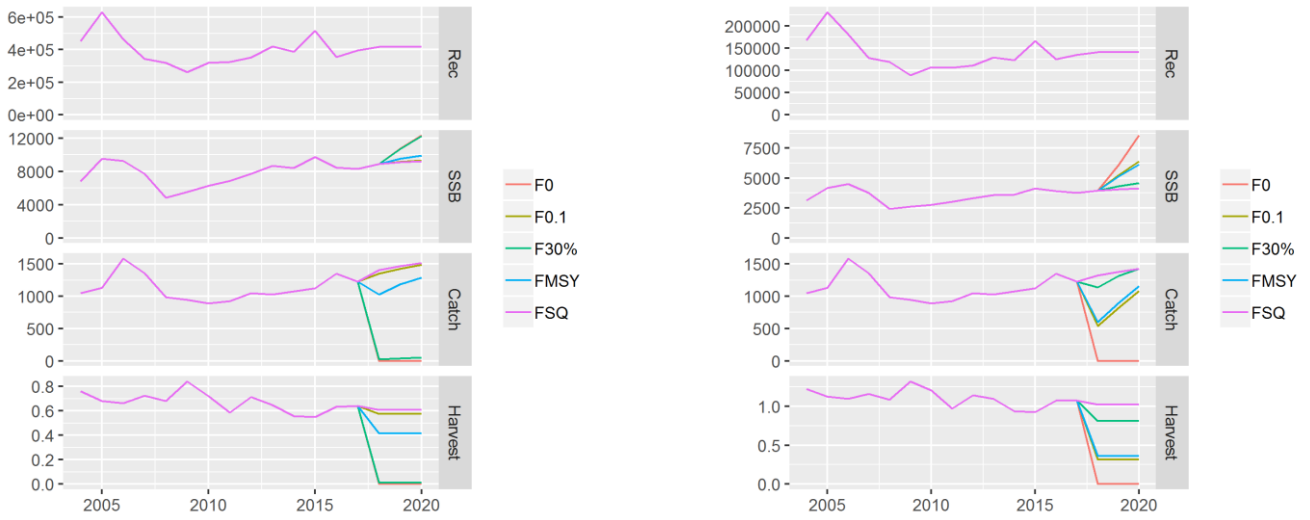 6e+05
4e+05
2e+05
0e+00
Rec
12000
8000
4000
0
SSB
1500
1000
500
0
Catch
0.8
0.6
0.4
0.2
0.0
Harvest
2005
2010
2015
2020
F0
F0.1
F30%
FMSY
FSQ
200000
150000
100000
50000
0
Rec
7500
5000
2500
0
SSB
1500
1000
500
0
Catch
1.0
0.5
0.0
Harvest
2005
2010
2015
2020
F0
F0.1
F30%
FMSY
FSQ